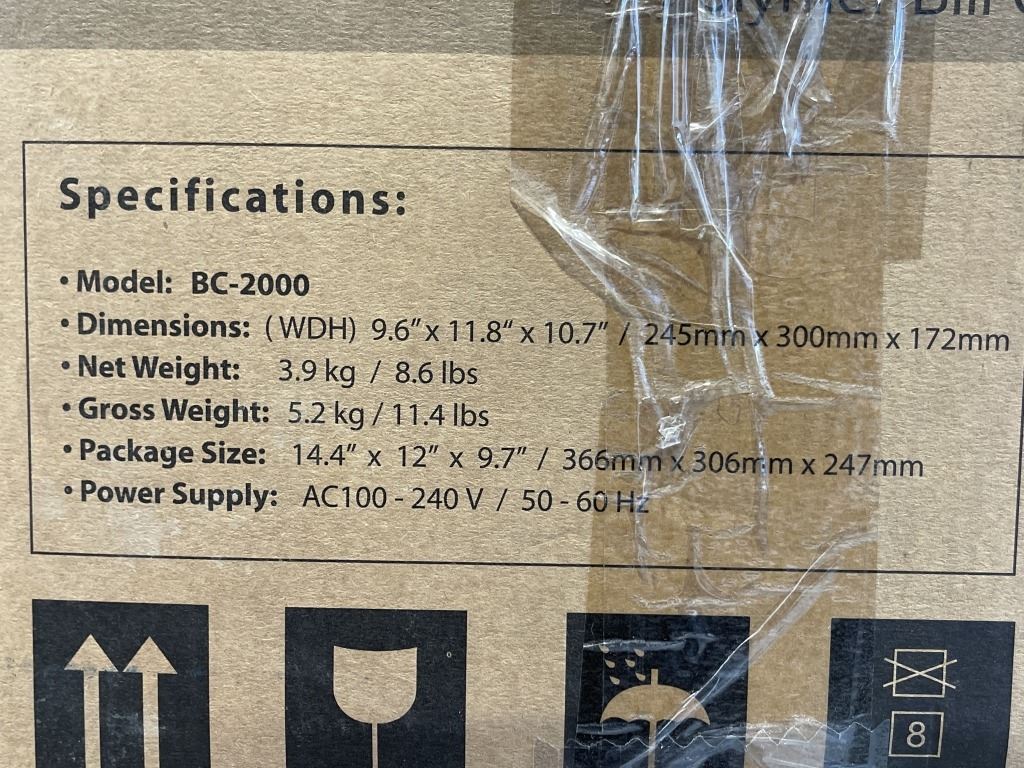 Bill
Specifications:
• Model: BC-2000
• Dimensions: (WDH) 9.6” x 11.8“ x 10.7” / 245mm x 300mm x 172mm
• Net Weight: 3.9 kg / 8.6 lbs
• Gross Weight: 5.2 kg / 11.4 lbs
• Package Size: 14.4” x 12” x 9.7” / 366mm x 306mm x 247mm
• Power Supply: AC100 - 240 V / 50 - 60 Hz
8